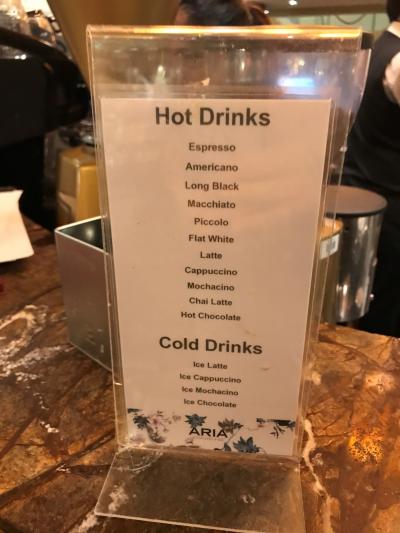 Hot Drinks
Espresso
Americano
Long Black
Macchiato
Piccolo
Flat White
Latte
Cappuccino
Mochacino
Chai Latte
Hot Chocolate
Cold Drinks
Ice Latte
Ice Cappuccino
Ice Mochacino
Ice Chocolate
ARIA